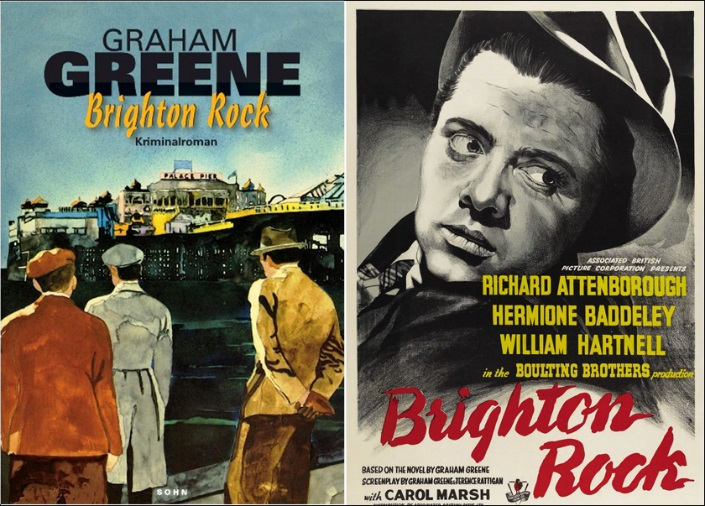 GRAHAM
GREENE
Brighton Rock
Kriminalroman
PALACE PIER
SOHN
ASSOCIATED BRITISH
PICTURE CORPORATION PRESENTS
RICHARD ATTENBOROUGH
HERMIONE BADDELEY
WILLIAM HARTNELL
in the BOULTING BROTHERS production
Brighton
Rock
BASED ON THE NOVEL BY GRAHAM GREENE
SCREENPLAY BY GRAHAM GREENE & TERENCE RATTIGAN
with CAROL MARSH